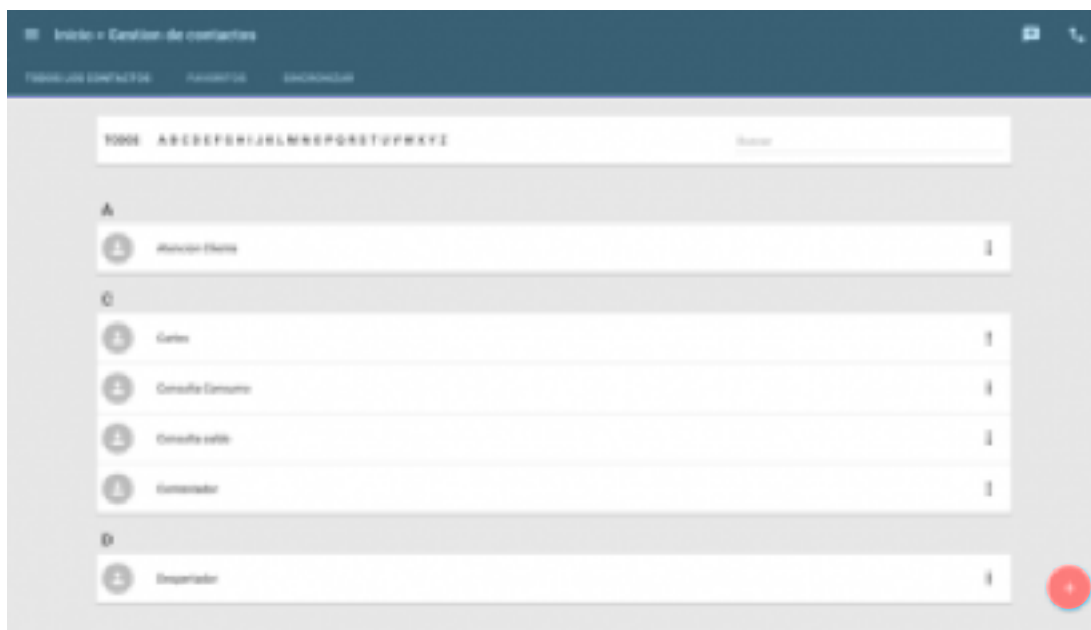 Inicio > Gestion de contactos
TODOS LOS CONTACTOS FAVORITOS SINCRONIZAR
TODOS A B C D E F G H I J K L M N O P Q R S T U V W X Y Z Buscar
A
Atencion Cliente
C
Carlos
Consulta Consumo
Consulta saldo
Contestador
D
Despertador